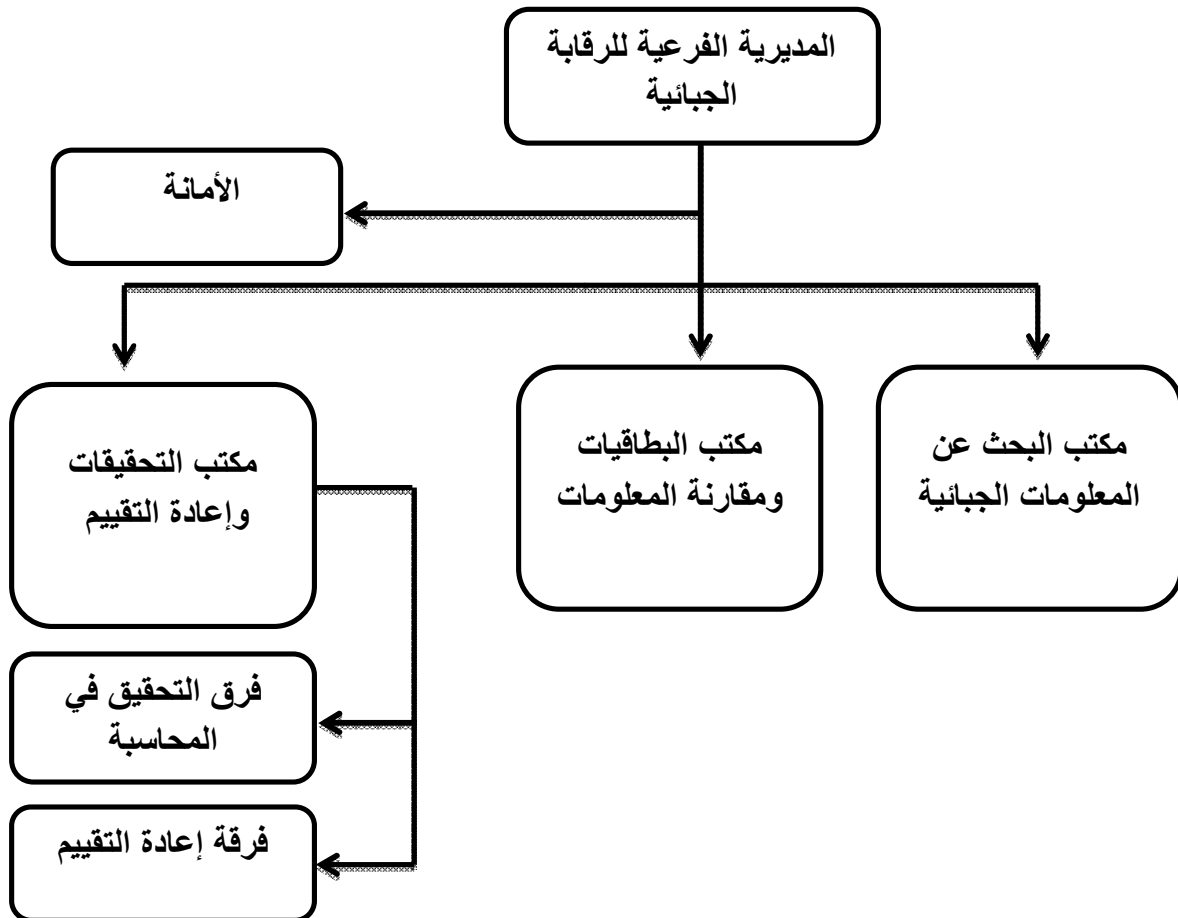 المديرية الفرعية للرقابة
الجبائية
الأمانة
مكتب البحث عن
المعلومات الجبائية
مكتب البطاقيات
ومقارنة المعلومات
مكتب التحقيقات
وإعادة التقييم
فرق التحقيق في
المحاسبة
فرقة إعادة التقييم